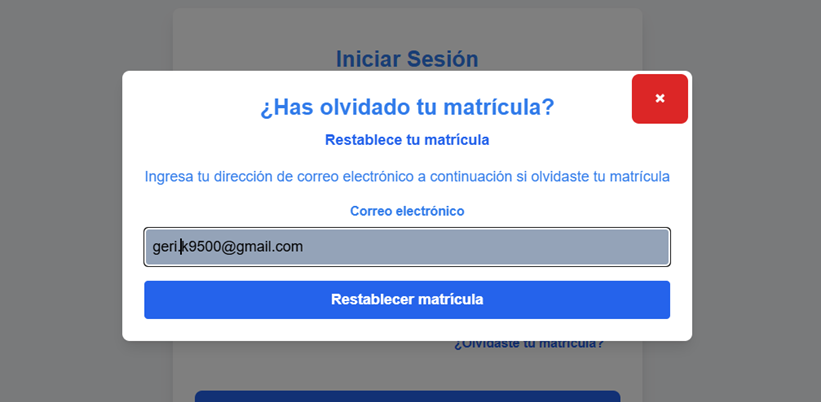 Iniciar Sesión
×
¿Has olvidado tu matrícula?
Restablece tu matrícula
Ingresa tu dirección de correo electrónico a continuación si olvidaste tu matrícula
Correo electrónico
geri.k9500@gmail.com
Restablecer matrícula
¿Olvidaste tu matrícula?